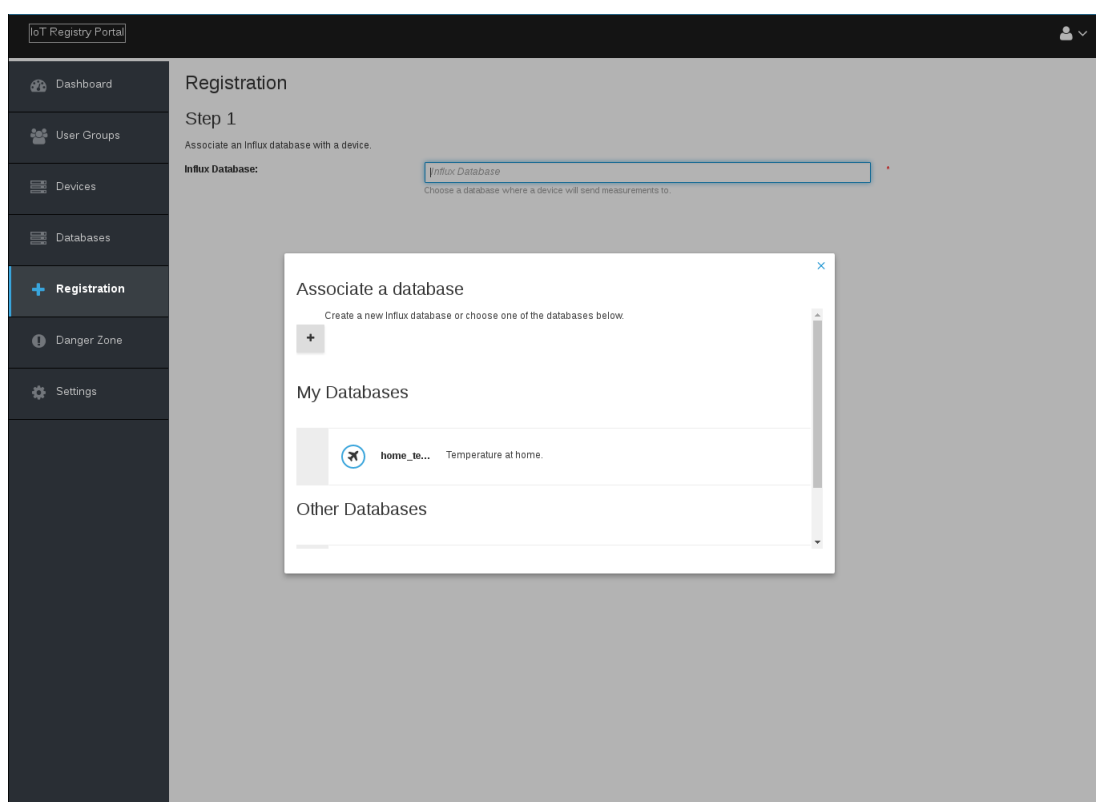 IoT Registry Portal
Dashboard
User Groups
Devices
Databases
Registration
Danger Zone
Settings
Registration
Step 1
Associate an Influx database with a device.
Influx Database:
Influx Database
*
Choose a database where a device will send measurements to.
×
Associate a database
Create a new Influx database or choose one of the databases below.
+
My Databases
home_te... Temperature at home.
Other Databases